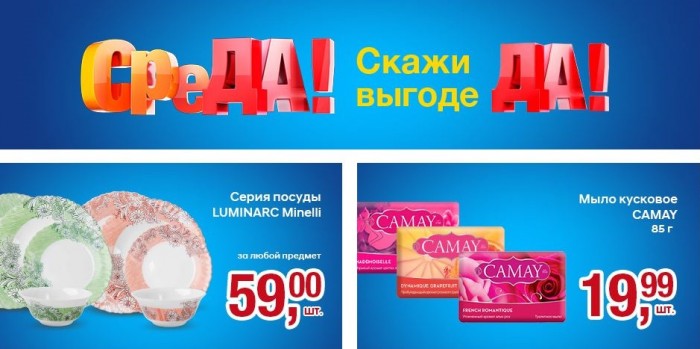 СреДА!
Скажи
выгоде
ДА!
Серия посуды
LUMINARC Minelli
за любой предмет
59,00
шт.
Мыло кусковое
CAMAY
85 г
CAMAY
MADEMOISELLE
CAMAY
DYNAMIQUE GRAPEFRUIT
CAMAY
FRENCH ROMANTIQUE
19,99
шт.